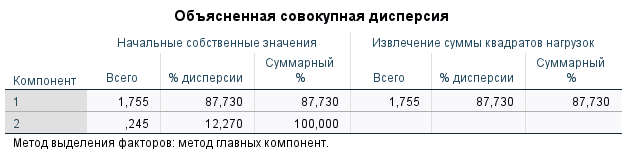 Объясненная совокупная дисперсия
Начальные собственные значения Извлечение суммы квадратов нагрузок
Компонент Всего % дисперсии Суммарный % Всего % дисперсии Суммарный %
1 1,755 87,730 87,730 1,755 87,730 87,730
2 ,245 12,270 100,000
Метод выделения факторов: метод главных компонент.